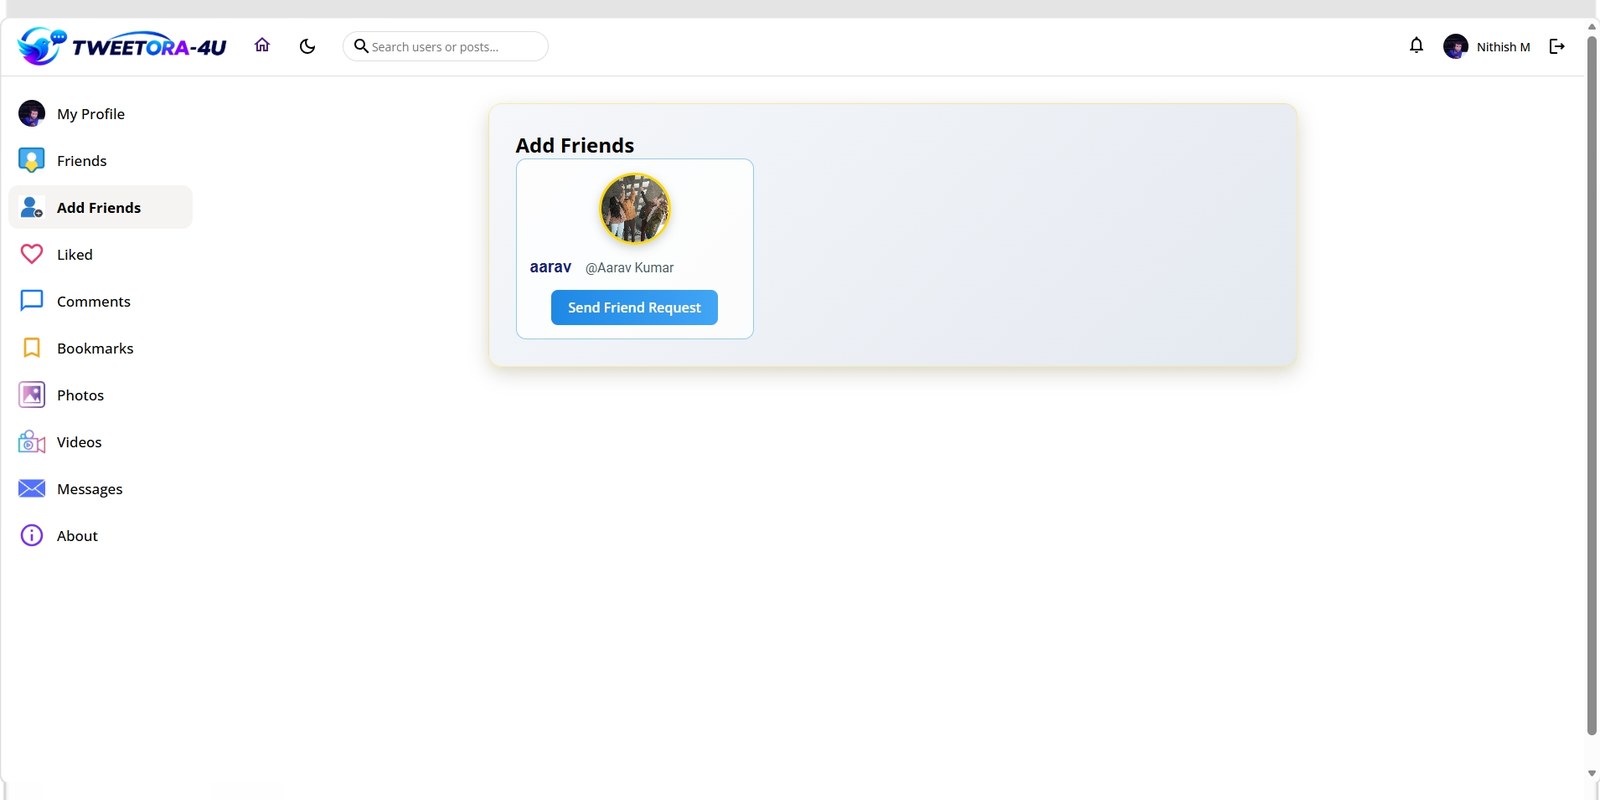 TWEETORA-4U
Search users or posts...
Nithish M
My Profile
Friends
Add Friends
Liked
Comments
Bookmarks
Photos
Videos
Messages
About
Add Friends
aarav @Aarav Kumar
Send Friend Request